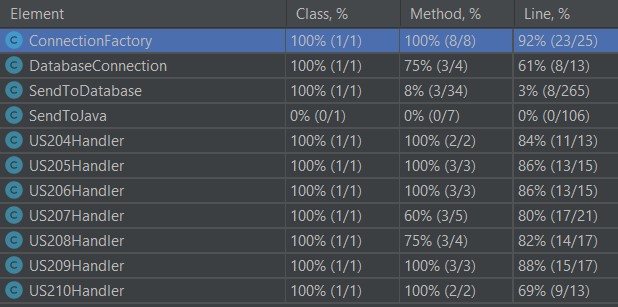 Element Class, % Method, % Line, %
C ConnectionFactory 100% (1/1) 100% (8/8) 92% (23/25)
C DatabaseConnection 100% (1/1) 75% (3/4) 61% (8/13)
C SendToDatabase 100% (1/1) 8% (3/34) 3% (8/265)
C SendToJava 0% (0/1) 0% (0/7) 0% (0/106)
C US204Handler 100% (1/1) 100% (2/2) 84% (11/13)
C US205Handler 100% (1/1) 100% (3/3) 86% (13/15)
C US206Handler 100% (1/1) 100% (3/3) 86% (13/15)
C US207Handler 100% (1/1) 60% (3/5) 80% (17/21)
C US208Handler 100% (1/1) 75% (3/4) 82% (14/17)
C US209Handler 100% (1/1) 100% (3/3) 88% (15/17)
C US210Handler 100% (1/1) 100% (2/2) 69% (9/13)